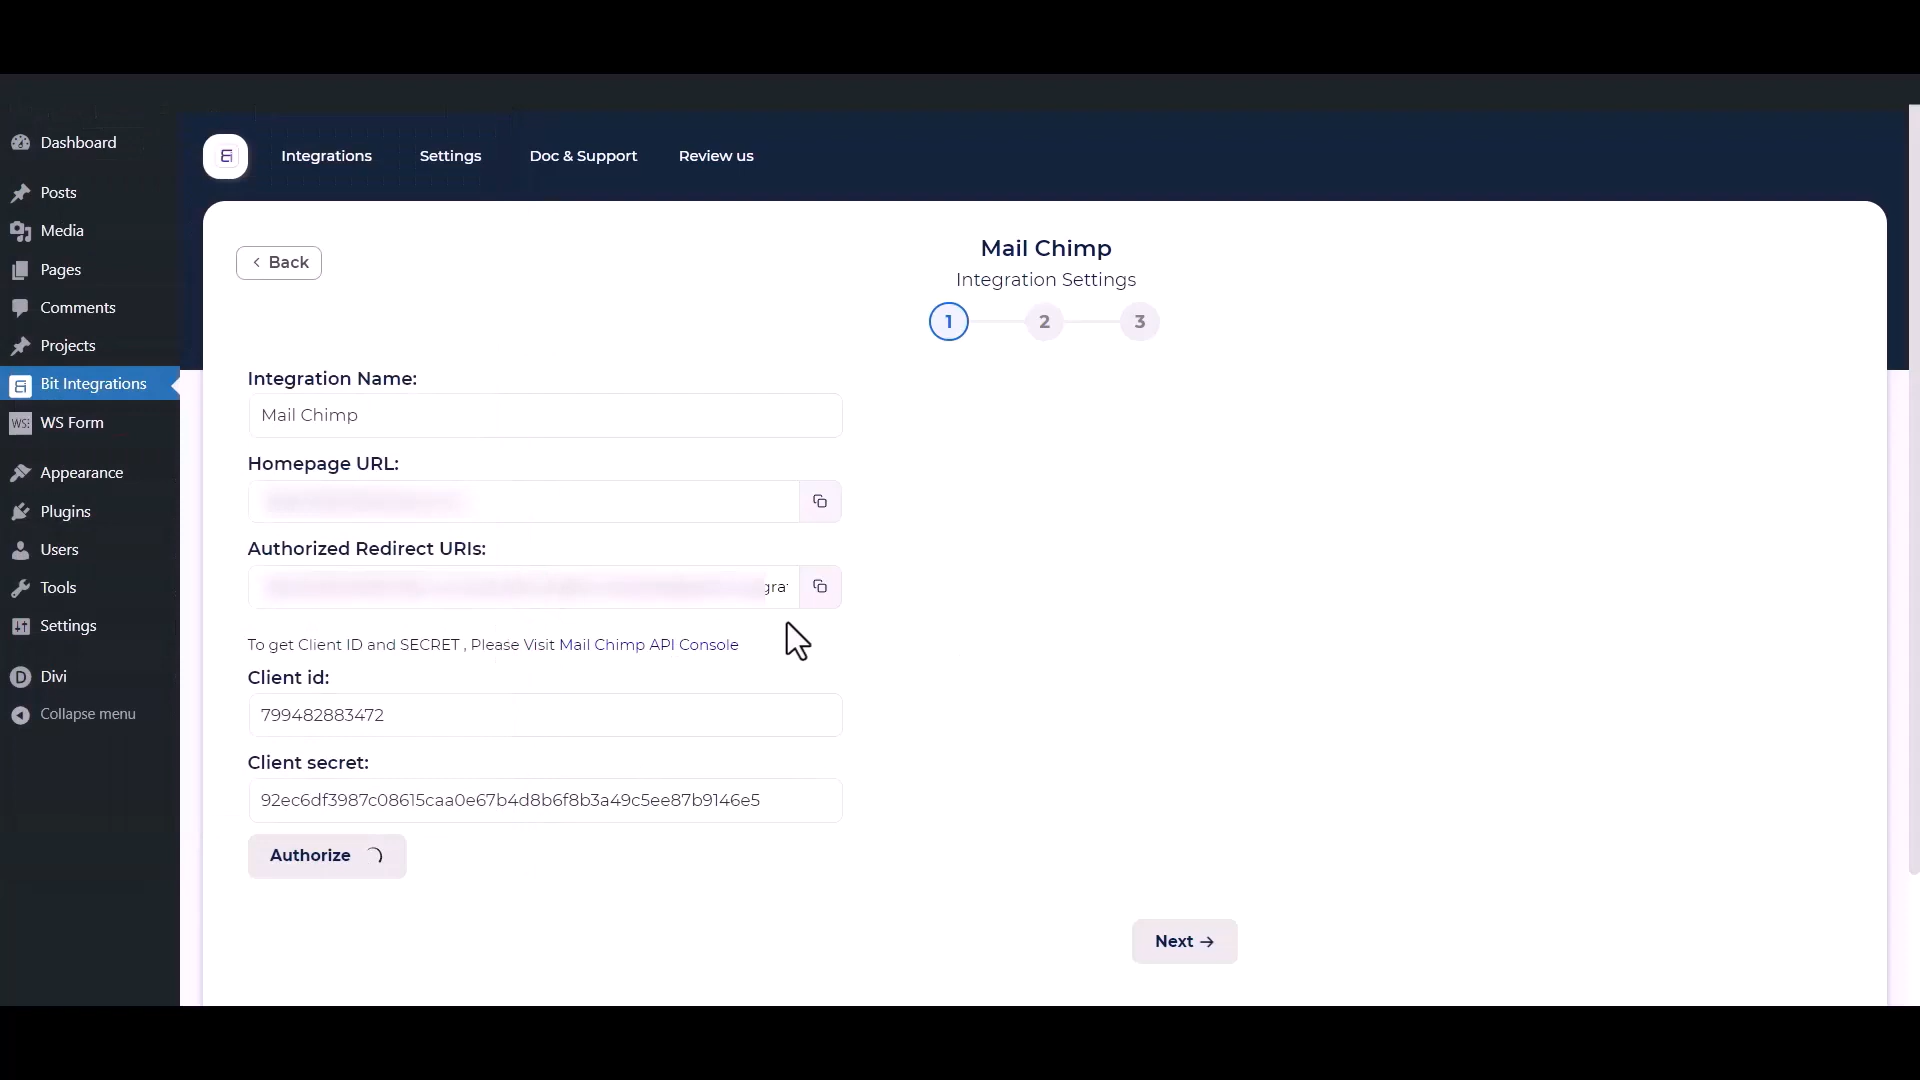 Dashboard
Posts
Media
Pages
Comments
Projects
Bit Integrations
WS Form
Appearance
Plugins
Users
Tools
Settings
Divi
Collapse menu
Integrations
Settings
Doc & Support
Review us
Back
Mail Chimp
Integration Settings
1
2
3
Integration Name:
Mail Chimp
Homepage URL:
Authorized Redirect URIs:
To get Client ID and SECRET , Please Visit Mail Chimp API Console
Client id:
799482883472
Client secret:
92ec6df3987c08615caa0e67b4d8b6f8b3a49c5ee87b9146e5
Authorize
Next →